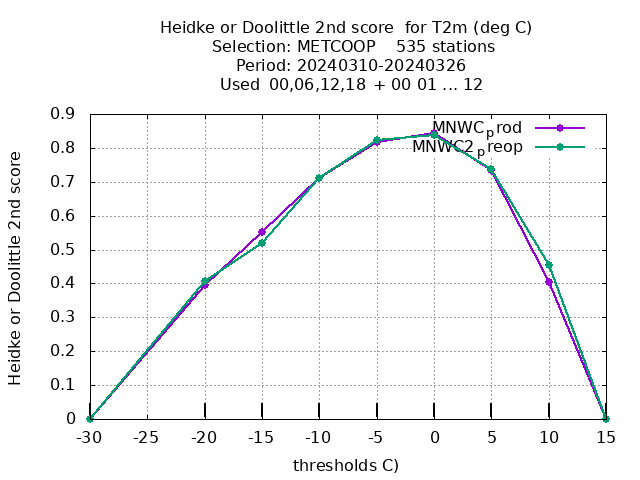 Heidke or Doolittle 2nd score for T2m (deg C)
Selection: METCOOP 535 stations
Period: 20240310-20240326
Used 00,06,12,18 + 00 01 ... 12
Heidke or Doolittle 2nd score
0.9
0.8
0.7
0.6
0.5
0.4
0.3
0.2
0.1
0
MNWCprod
MNWC2preop
-30 -25 -20 -15 -10 -5 0 5 10 15
thresholds C)